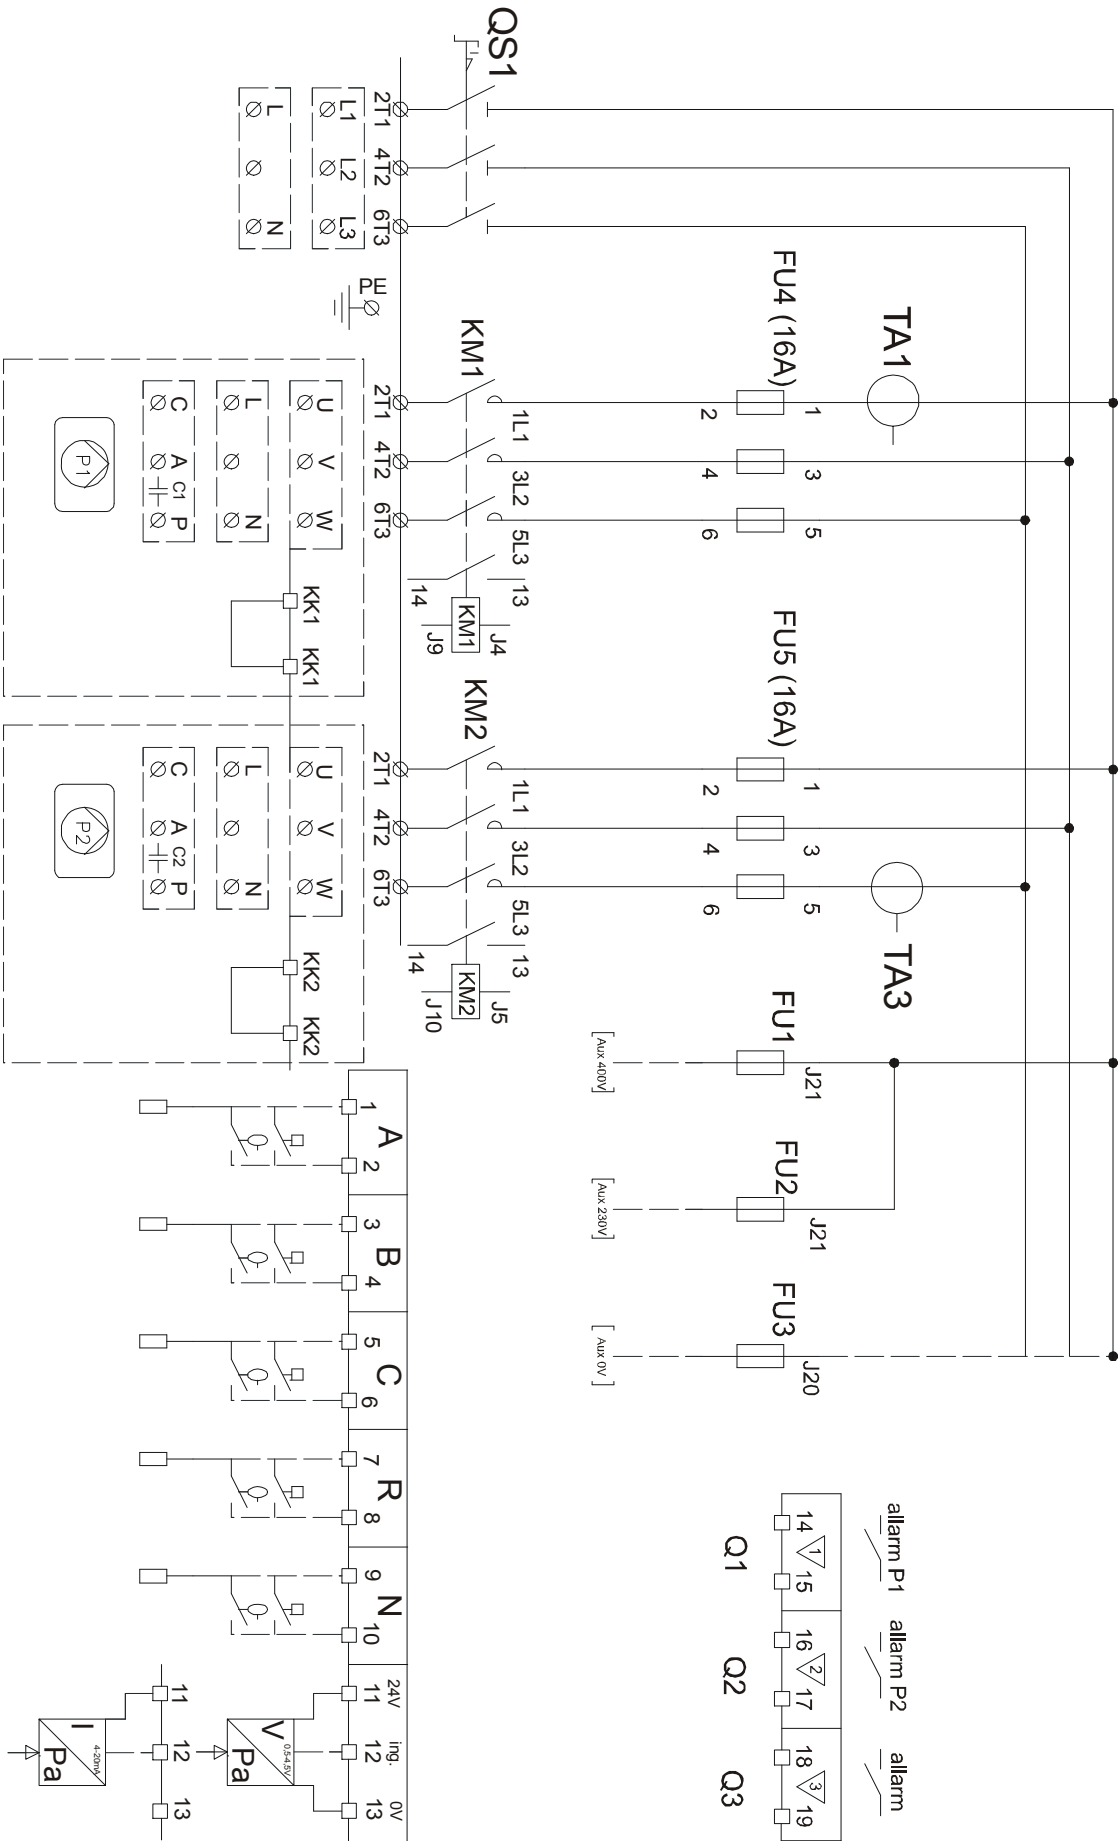 QS1
2T1 4T2 6T3
L1 L2 L3
L N
PE
TA1
FU4 (16A)
1 3 5
2 4 6
KM1
1L1 3L2 5L3 13
14
KM1
J4
J9
2T1 4T2 6T3
U V W
L N
C A C1 P
P1
KK1 KK1
TA3
FU5 (16A)
1 3 5
2 4 6
KM2
1L1 3L2 5L3 13
14
KM2
J5
J10
2T1 4T2 6T3
U V W
L N
C A C2 P
P2
KK2 KK2
FU1
J21
[Aux 400V]
FU2
J21
[Aux 230V]
FU3
J20
[Aux 0V]
allarm P1 allarm P2 allarm
14 1 15 16 2 17 18 3 19
Q1 Q2 Q3
A B C R N
24V ing. 0V
1 2 3 4 5 6 7 8 9 10 11 12 13
V 0,5-4,5V
Pa
11 12 13
I 4-20mA
Pa